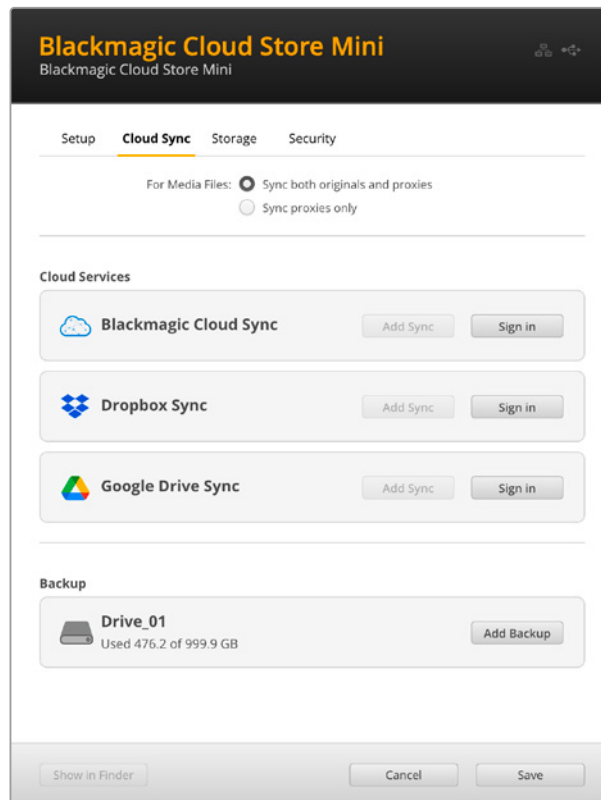 Blackmagic Cloud Store Mini
Blackmagic Cloud Store Mini
Setup Cloud Sync Storage Security
For Media Files: Sync both originals and proxies
Sync proxies only
Cloud Services
Blackmagic Cloud Sync Add Sync Sign in
Dropbox Sync Add Sync Sign in
Google Drive Sync Add Sync Sign in
Backup
Drive_01
Used 476.2 of 999.9 GB
Add Backup
Show in Finder Cancel Save